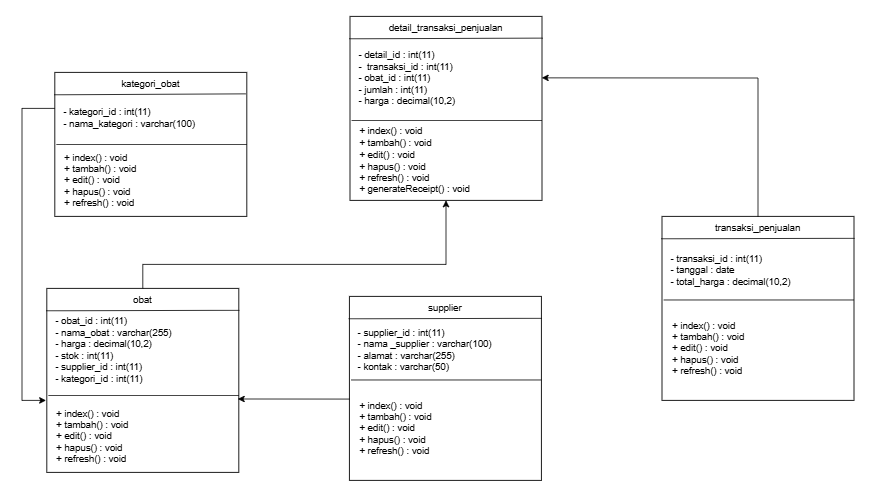 detail_transaksi_penjualan
- detail_id : int(11)
- transaksi_id : int(11)
- obat_id : int(11)
- jumlah : int(11)
- harga : decimal(10,2)
+ index() : void
+ tambah() : void
+ edit() : void
+ hapus() : void
+ refresh() : void
+ generateReceipt() : void
kategori_obat
- kategori_id : int(11)
- nama_kategori : varchar(100)
+ index() : void
+ tambah() : void
+ edit() : void
+ hapus() : void
+ refresh() : void
transaksi_penjualan
- transaksi_id : int(11)
- tanggal : date
- total_harga : decimal(10,2)
+ index() : void
+ tambah() : void
+ edit() : void
+ hapus() : void
+ refresh() : void
obat
- obat_id : int(11)
- nama_obat : varchar(255)
- harga : decimal(10,2)
- stok : int(11)
- supplier_id : int(11)
- kategori_id : int(11)
+ index() : void
+ tambah() : void
+ edit() : void
+ hapus() : void
+ refresh() : void
supplier
- supplier_id : int(11)
- nama _supplier : varchar(100)
- alamat : varchar(255)
- kontak : varchar(50)
+ index() : void
+ tambah() : void
+ edit() : void
+ hapus() : void
+ refresh() : void